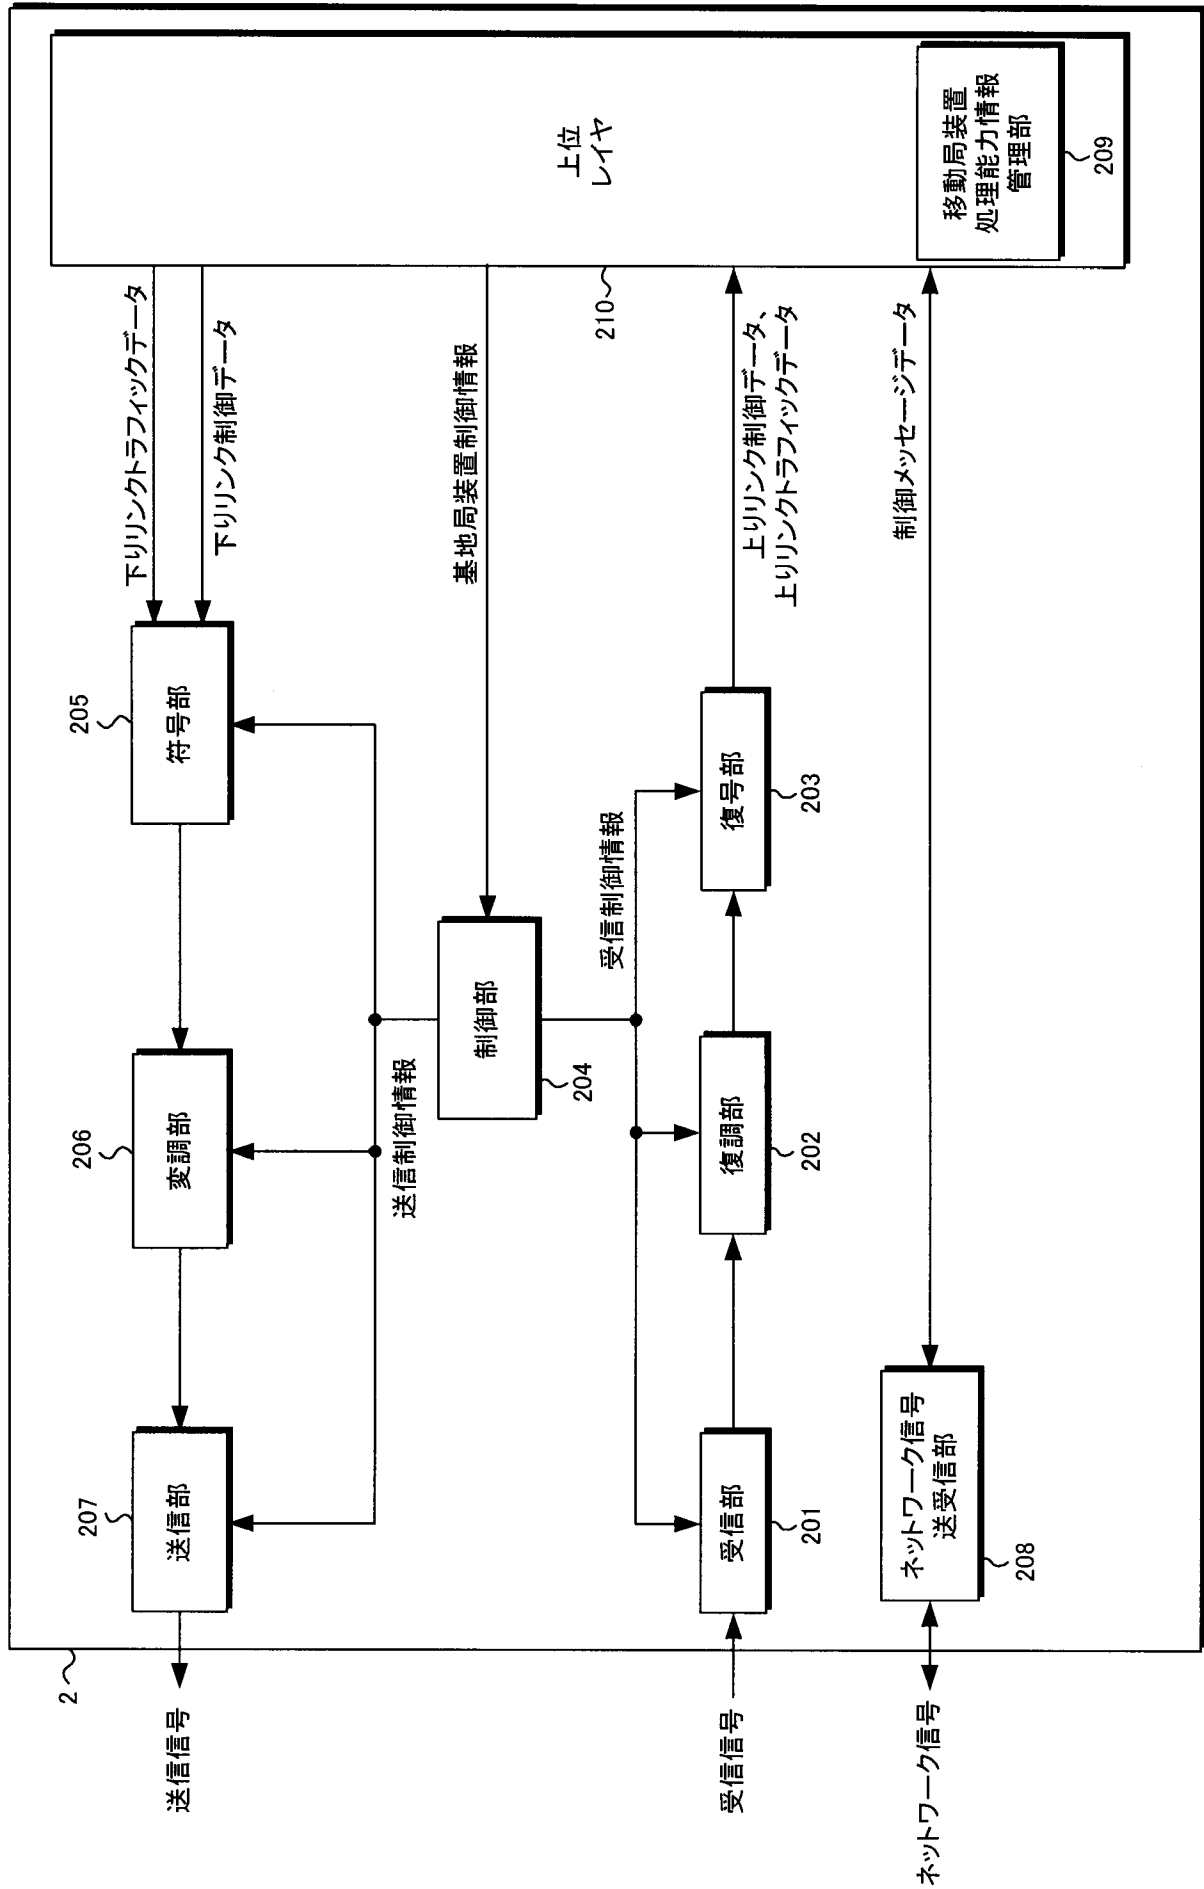 2
送信信号
207
送信部
206
変調部
205
符号部
下りリンクトラフィックデータ
下りリンク制御データ
送信制御情報
制御部
204
基地局装置制御情報
210
上位
レイヤ
受信制御情報
受信信号
受信部
201
復調部
202
復号部
203
上りリンク制御データ、
上りリンクトラフィックデータ
ネットワーク信号
ネットワーク信号
送受信部
208
制御メッセージデータ
移動局装置
処理能力情報
管理部
209